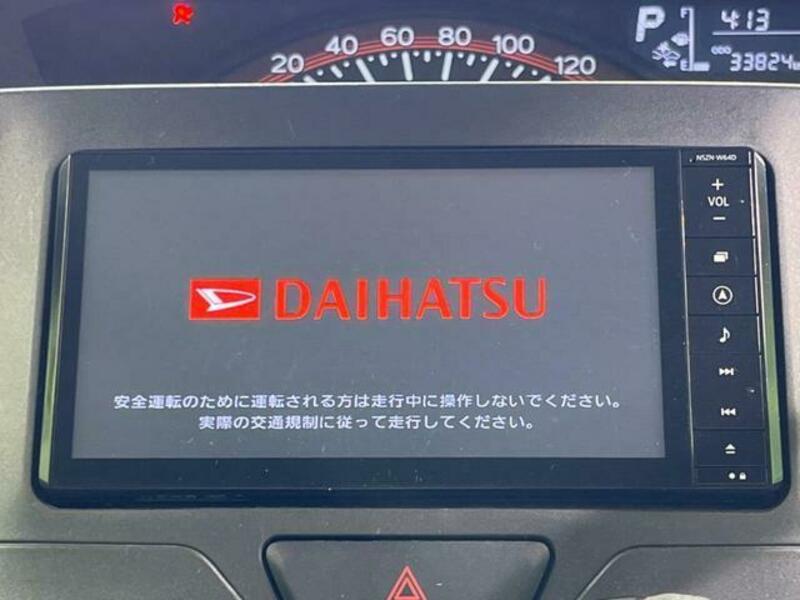 P F 413
20 40 60 80 100 120
E 33824
NSZN-W64D
+
VOL
−
DAIHATSU
安全運転のために運転される方は走行中に操作しないでください。
実際の交通規制に従って走行してください。